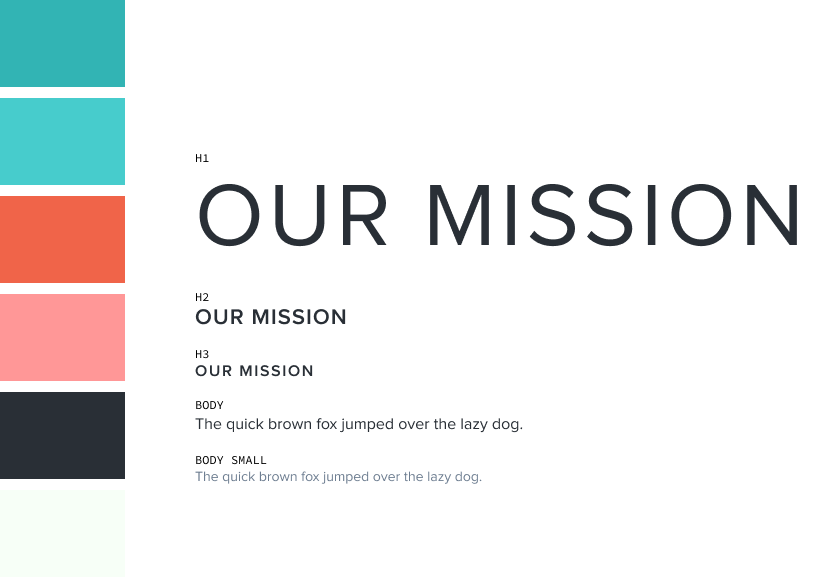 H1
OUR MISSION
H2
OUR MISSION
H3
OUR MISSION
BODY
The quick brown fox jumped over the lazy dog.
BODY SMALL
The quick brown fox jumped over the lazy dog.